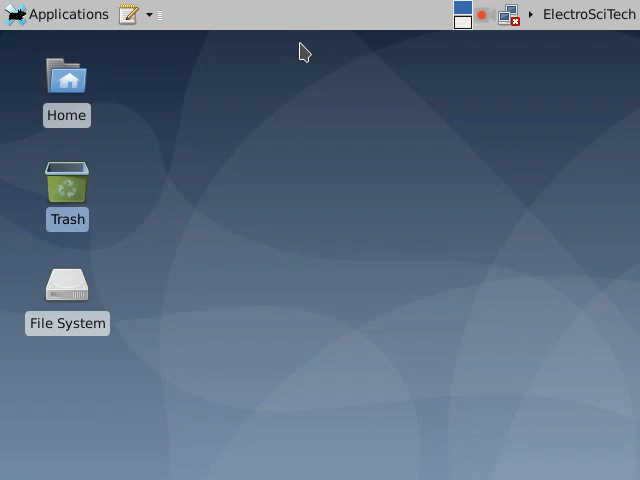 Applications
ElectroSciTech
Home
Trash
File System